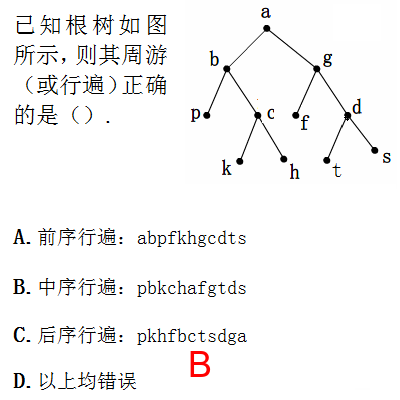 已知根树如图
所示，则其周游
（或行遍）正确
的是（）.
a
b
g
p
c
f
d
k
h
t
s
A. 前序行遍：abpfkhgcdts
B. 中序行遍：pbkchafgtds
C. 后序行遍：pkhfbctsdga
B
D. 以上均错误